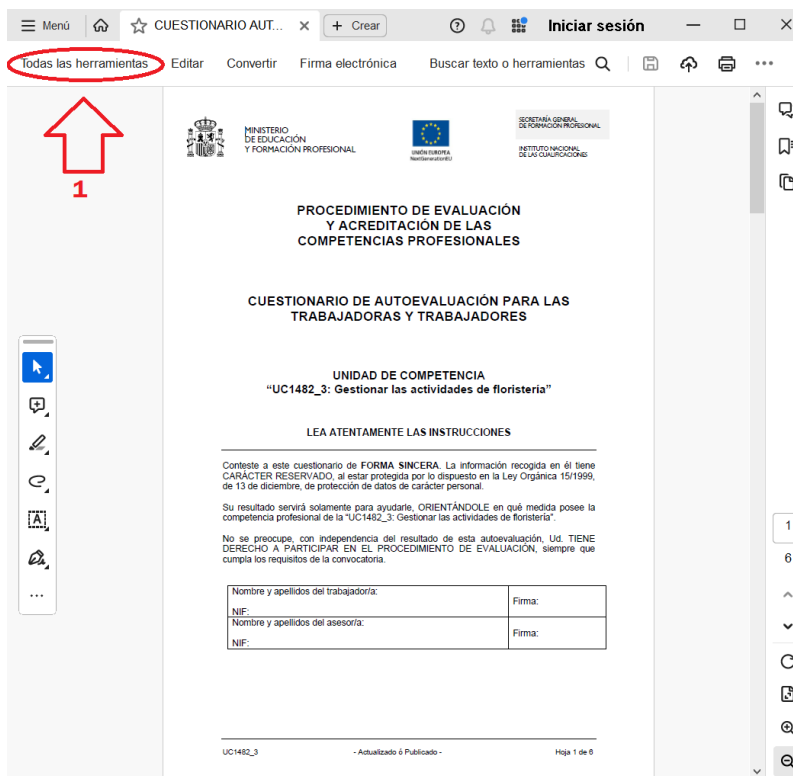 Menú
CUESTIONARIO AUT...
+ Crear
Iniciar sesión
Todas las herramientas
Editar
Convertir
Firma electrónica
Buscar texto o herramientas
1
MINISTERIO
DE EDUCACIÓN
Y FORMACIÓN PROFESIONAL
UNIÓN EUROPEA
NextGenerationEU
SECRETARÍA GENERAL
DE FORMACIÓN PROFESIONAL
INSTITUTO NACIONAL
DE LAS CUALIFICACIONES
PROCEDIMIENTO DE EVALUACIÓN
Y ACREDITACIÓN DE LAS
COMPETENCIAS PROFESIONALES
CUESTIONARIO DE AUTOEVALUACIÓN PARA LAS
TRABAJADORAS Y TRABAJADORES
UNIDAD DE COMPETENCIA
“UC1482_3: Gestionar las actividades de floristería”
LEA ATENTAMENTE LAS INSTRUCCIONES
Conteste a este cuestionario de FORMA SINCERA. La información recogida en él tiene
CARÁCTER RESERVADO, al estar protegida por lo dispuesto en la Ley Orgánica 15/1999,
de 13 de diciembre, de protección de datos de carácter personal.
Su resultado servirá solamente para ayudarle, ORIENTÁNDOLE en qué medida posee la
competencia profesional de la “UC1482_3: Gestionar las actividades de floristería”.
No se preocupe, con independencia del resultado de esta autoevaluación, Ud. TIENE
DERECHO A PARTICIPAR EN EL PROCEDIMIENTO DE EVALUACIÓN, siempre que
cumpla los requisitos de la convocatoria.
Nombre y apellidos del trabajador/a:
NIF:
Firma:
Nombre y apellidos del asesor/a:
NIF:
Firma:
UC1482_3
- Actualizado ó Publicado -
Hoja 1 de 6
1
6